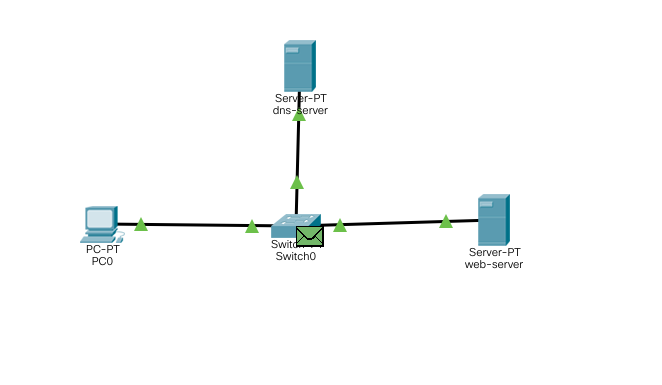 Server-PT
dns-server
PC-PT
PC0
Switch0
Server-PT
web-server